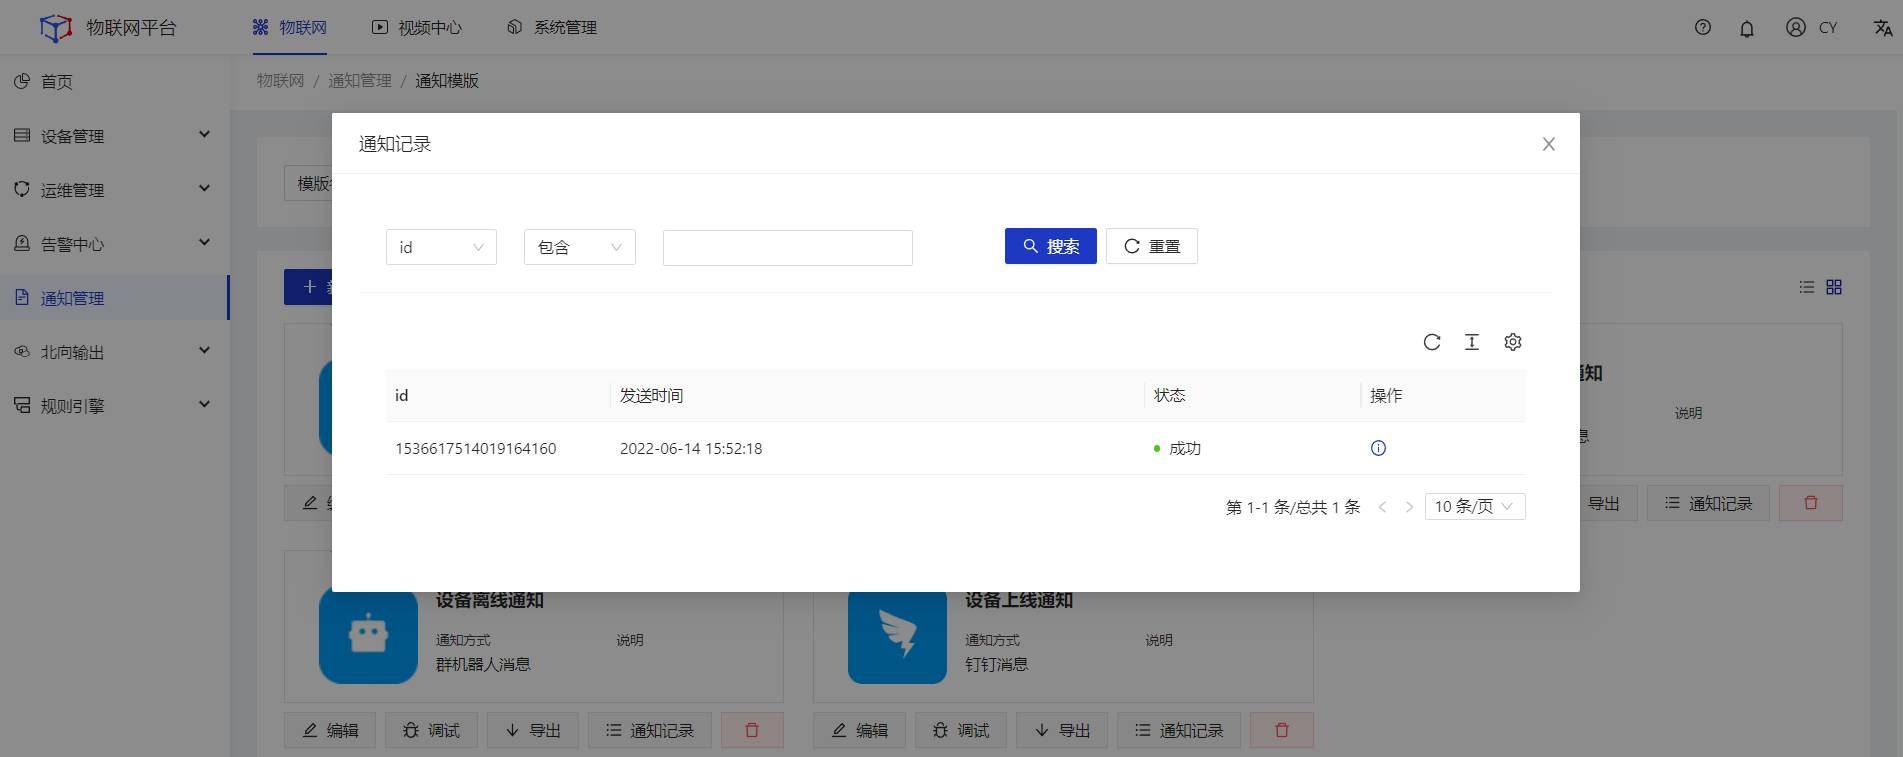 物联网平台 物联网 视频中心 系统管理 CY
首页
设备管理
运维管理
告警中心
通知管理
北向输出
规则引擎
物联网 / 通知管理 / 通知模版
模版
通知记录
id 包含 搜索 重置
id 发送时间 状态 操作
1536617514019164160 2022-06-14 15:52:18 成功
第 1-1 条/总共 1 条 10 条/页
通知
说明
息
导出 通知记录
设备离线通知
通知方式 说明
群机器人消息
编辑 调试 导出 通知记录
设备上线通知
通知方式 说明
钉钉消息
编辑 调试 导出 通知记录